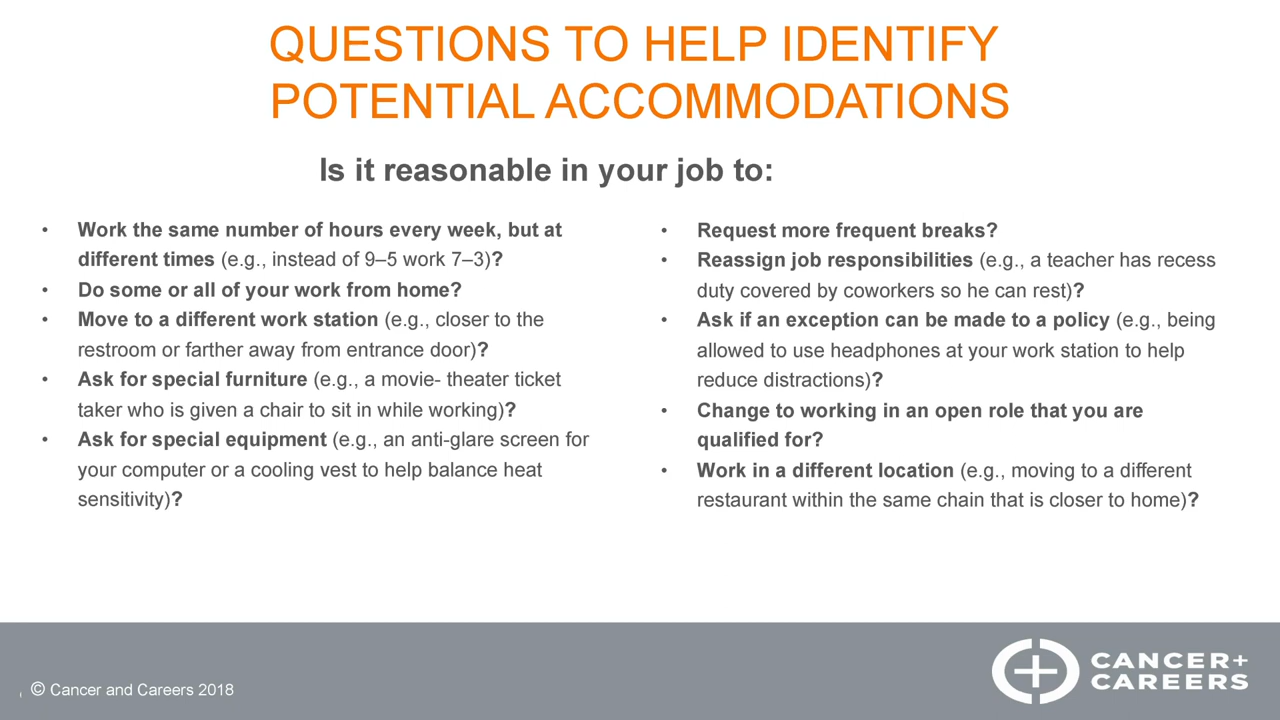 QUESTIONS TO HELP IDENTIFY
POTENTIAL ACCOMMODATIONS
Is it reasonable in your job to:
• Work the same number of hours every week, but at
different times (e.g., instead of 9–5 work 7–3)?
• Do some or all of your work from home?
• Move to a different work station (e.g., closer to the
restroom or farther away from entrance door)?
• Ask for special furniture (e.g., a movie- theater ticket
taker who is given a chair to sit in while working)?
• Ask for special equipment (e.g., an anti-glare screen for
your computer or a cooling vest to help balance heat
sensitivity)?
• Request more frequent breaks?
• Reassign job responsibilities (e.g., a teacher has recess
duty covered by coworkers so he can rest)?
• Ask if an exception can be made to a policy (e.g., being
allowed to use headphones at your work station to help
reduce distractions)?
• Change to working in an open role that you are
qualified for?
• Work in a different location (e.g., moving to a different
restaurant within the same chain that is closer to home)?
© Cancer and Careers 2018
CANCER+
CAREERS